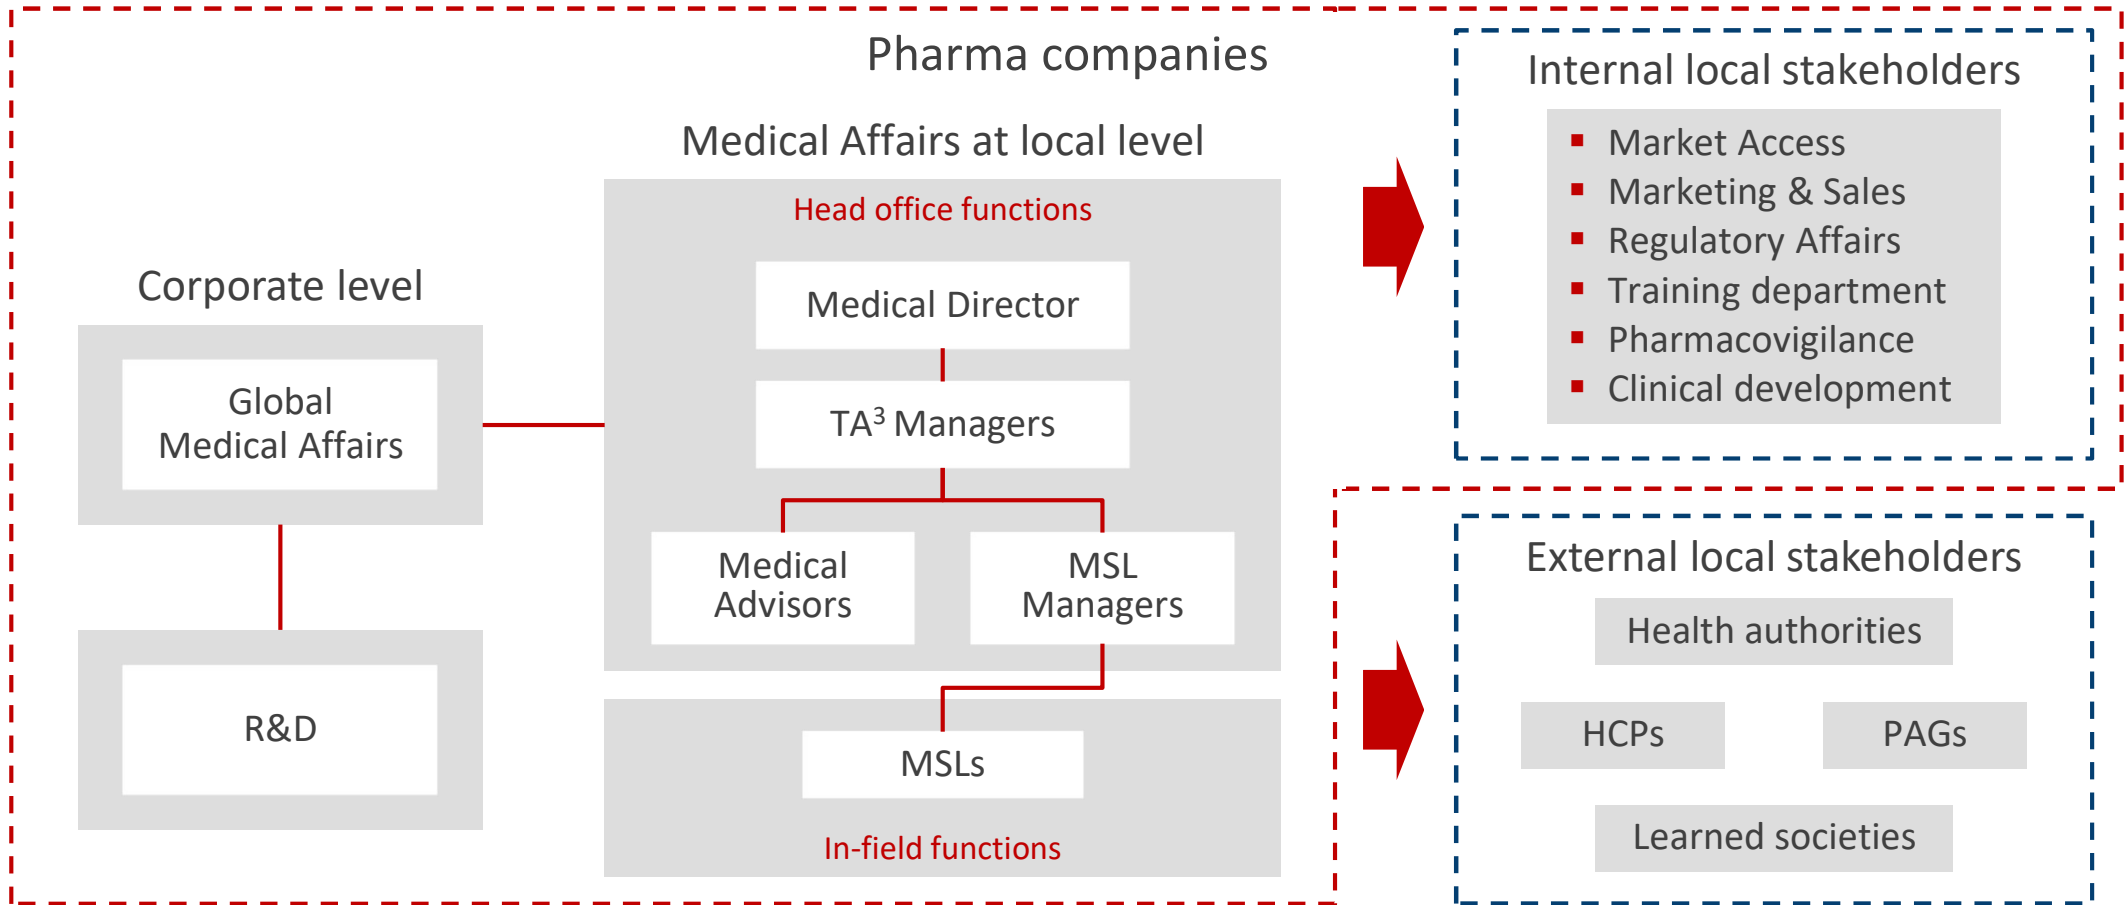 Pharma companies
Medical Affairs at local level
Head office functions
Medical Director
TA³ Managers
Medical
Advisors
MSL
Managers
MSLs
In-field functions
Corporate level
Global
Medical Affairs
R&D
Internal local stakeholders
▪ Market Access
▪ Marketing & Sales
▪ Regulatory Affairs
▪ Training department
▪ Pharmacovigilance
▪ Clinical development
External local stakeholders
Health authorities
HCPs
PAGs
Learned societies